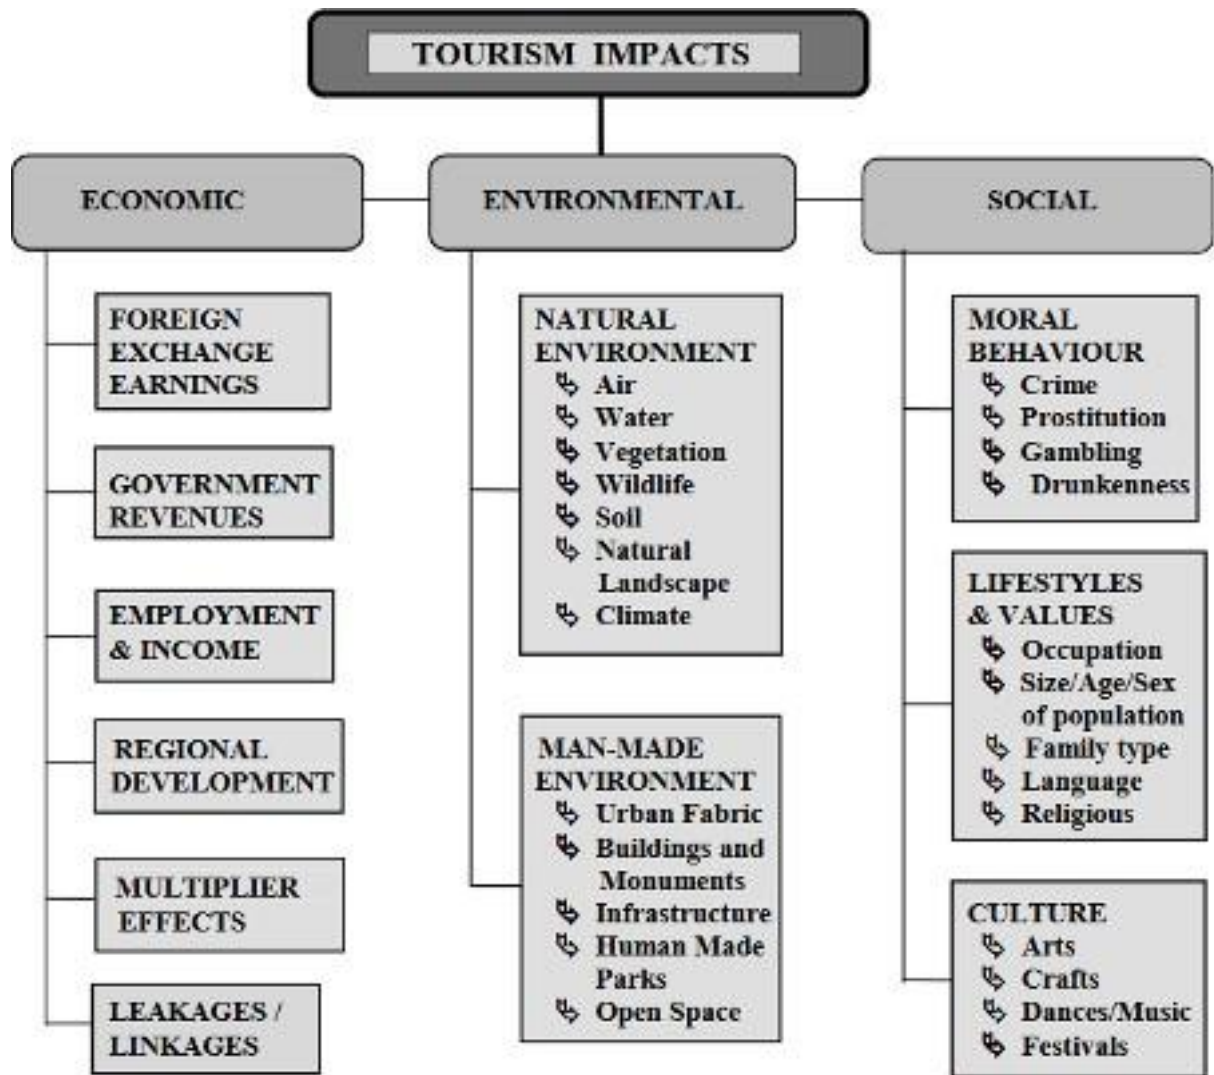 TOURISM IMPACTS
ECONOMIC
FOREIGN
EXCHANGE
EARNINGS
GOVERNMENT
REVENUES
EMPLOYMENT
& INCOME
REGIONAL
DEVELOPMENT
MULTIPLIER
EFFECTS
LEAKAGES /
LINKAGES
ENVIRONMENTAL
NATURAL
ENVIRONMENT
Air
Water
Vegetation
Wildlife
Soil
Natural
Landscape
Climate
MAN-MADE
ENVIRONMENT
Urban Fabric
Buildings and
Monuments
Infrastructure
Human Made
Parks
Open Space
SOCIAL
MORAL
BEHAVIOUR
Crime
Prostitution
Gambling
Drunkenness
LIFESTYLES
& VALUES
Occupation
Size/Age/Sex
of population
Family type
Language
Religious
CULTURE
Arts
Crafts
Dances/Music
Festivals